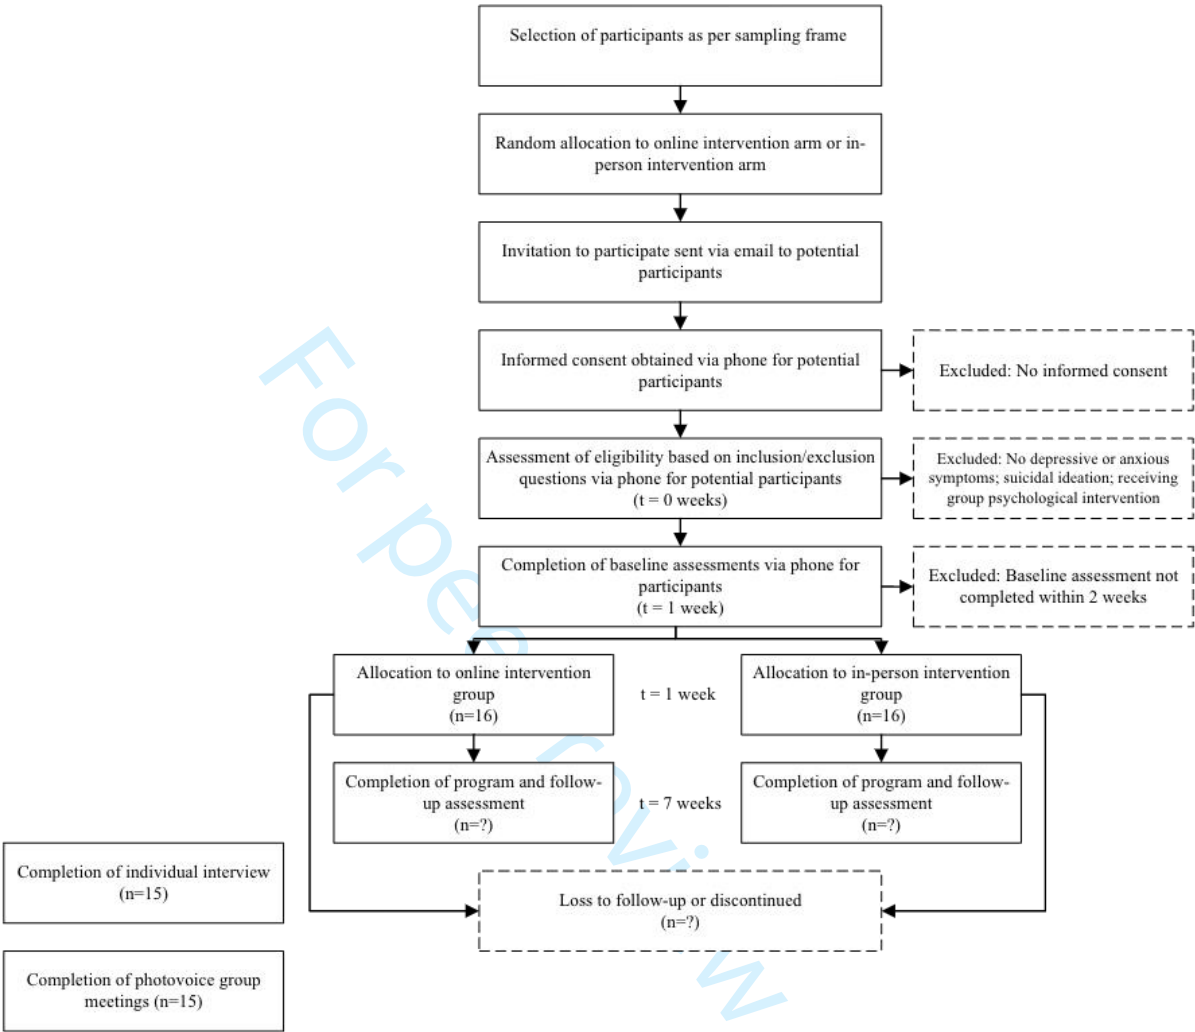 Selection of participants as per sampling frame
Random allocation to online intervention arm or in-
person intervention arm
Invitation to participate sent via email to potential
participants
Informed consent obtained via phone for potential
participants
Excluded: No informed consent
Assessment of eligibility based on inclusion/exclusion
questions via phone for potential participants
(t = 0 weeks)
Excluded: No depressive or anxious
symptoms; suicidal ideation; receiving
group psychological intervention
Completion of baseline assessments via phone for
participants
(t = 1 week)
Excluded: Baseline assessment not
completed within 2 weeks
Allocation to online intervention
group
(n=16)
t = 1 week
Allocation to in-person intervention
group
(n=16)
Completion of program and follow-
up assessment
(n=?)
t = 7 weeks
Completion of program and follow-
up assessment
(n=?)
Completion of individual interview
(n=15)
Loss to follow-up or discontinued
(n=?)
Completion of photovoice group
meetings (n=15)
For peer review